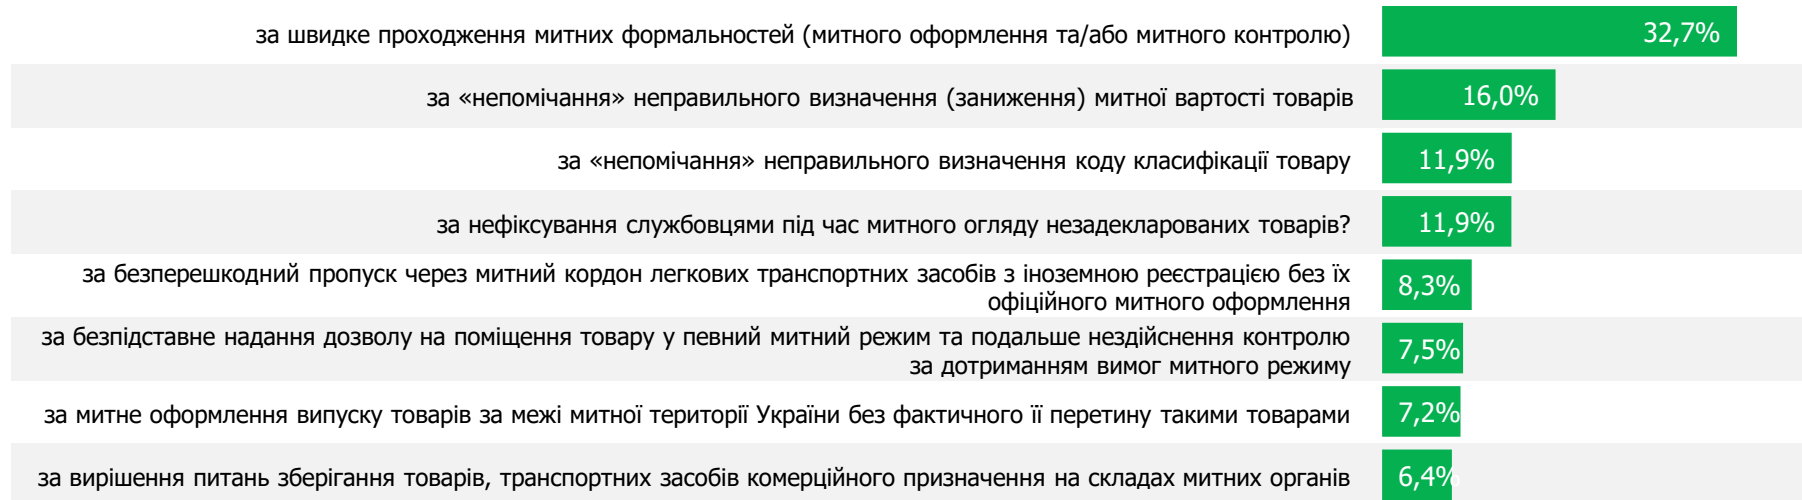 за швидке проходження митних формальностей (митного оформлення та/або митного контролю)
32,7%
за «непомічання» неправильного визначення (заниження) митної вартості товарів
16,0%
за «непомічання» неправильного визначення коду класифікації товару
11,9%
за нефіксування службовцями під час митного огляду незадекларованих товарів?
11,9%
за безперешкодний пропуск через митний кордон легкових транспортних засобів з іноземною реєстрацією без їх
офіційного митного оформлення
8,3%
за безпідставне надання дозволу на поміщення товару у певний митний режим та подальше нездійснення контролю
за дотриманням вимог митного режиму
7,5%
за митне оформлення випуску товарів за межі митної території України без фактичного її перетину такими товарами
7,2%
за вирішення питань зберігання товарів, транспортних засобів комерційного призначення на складах митних органів
6,4%